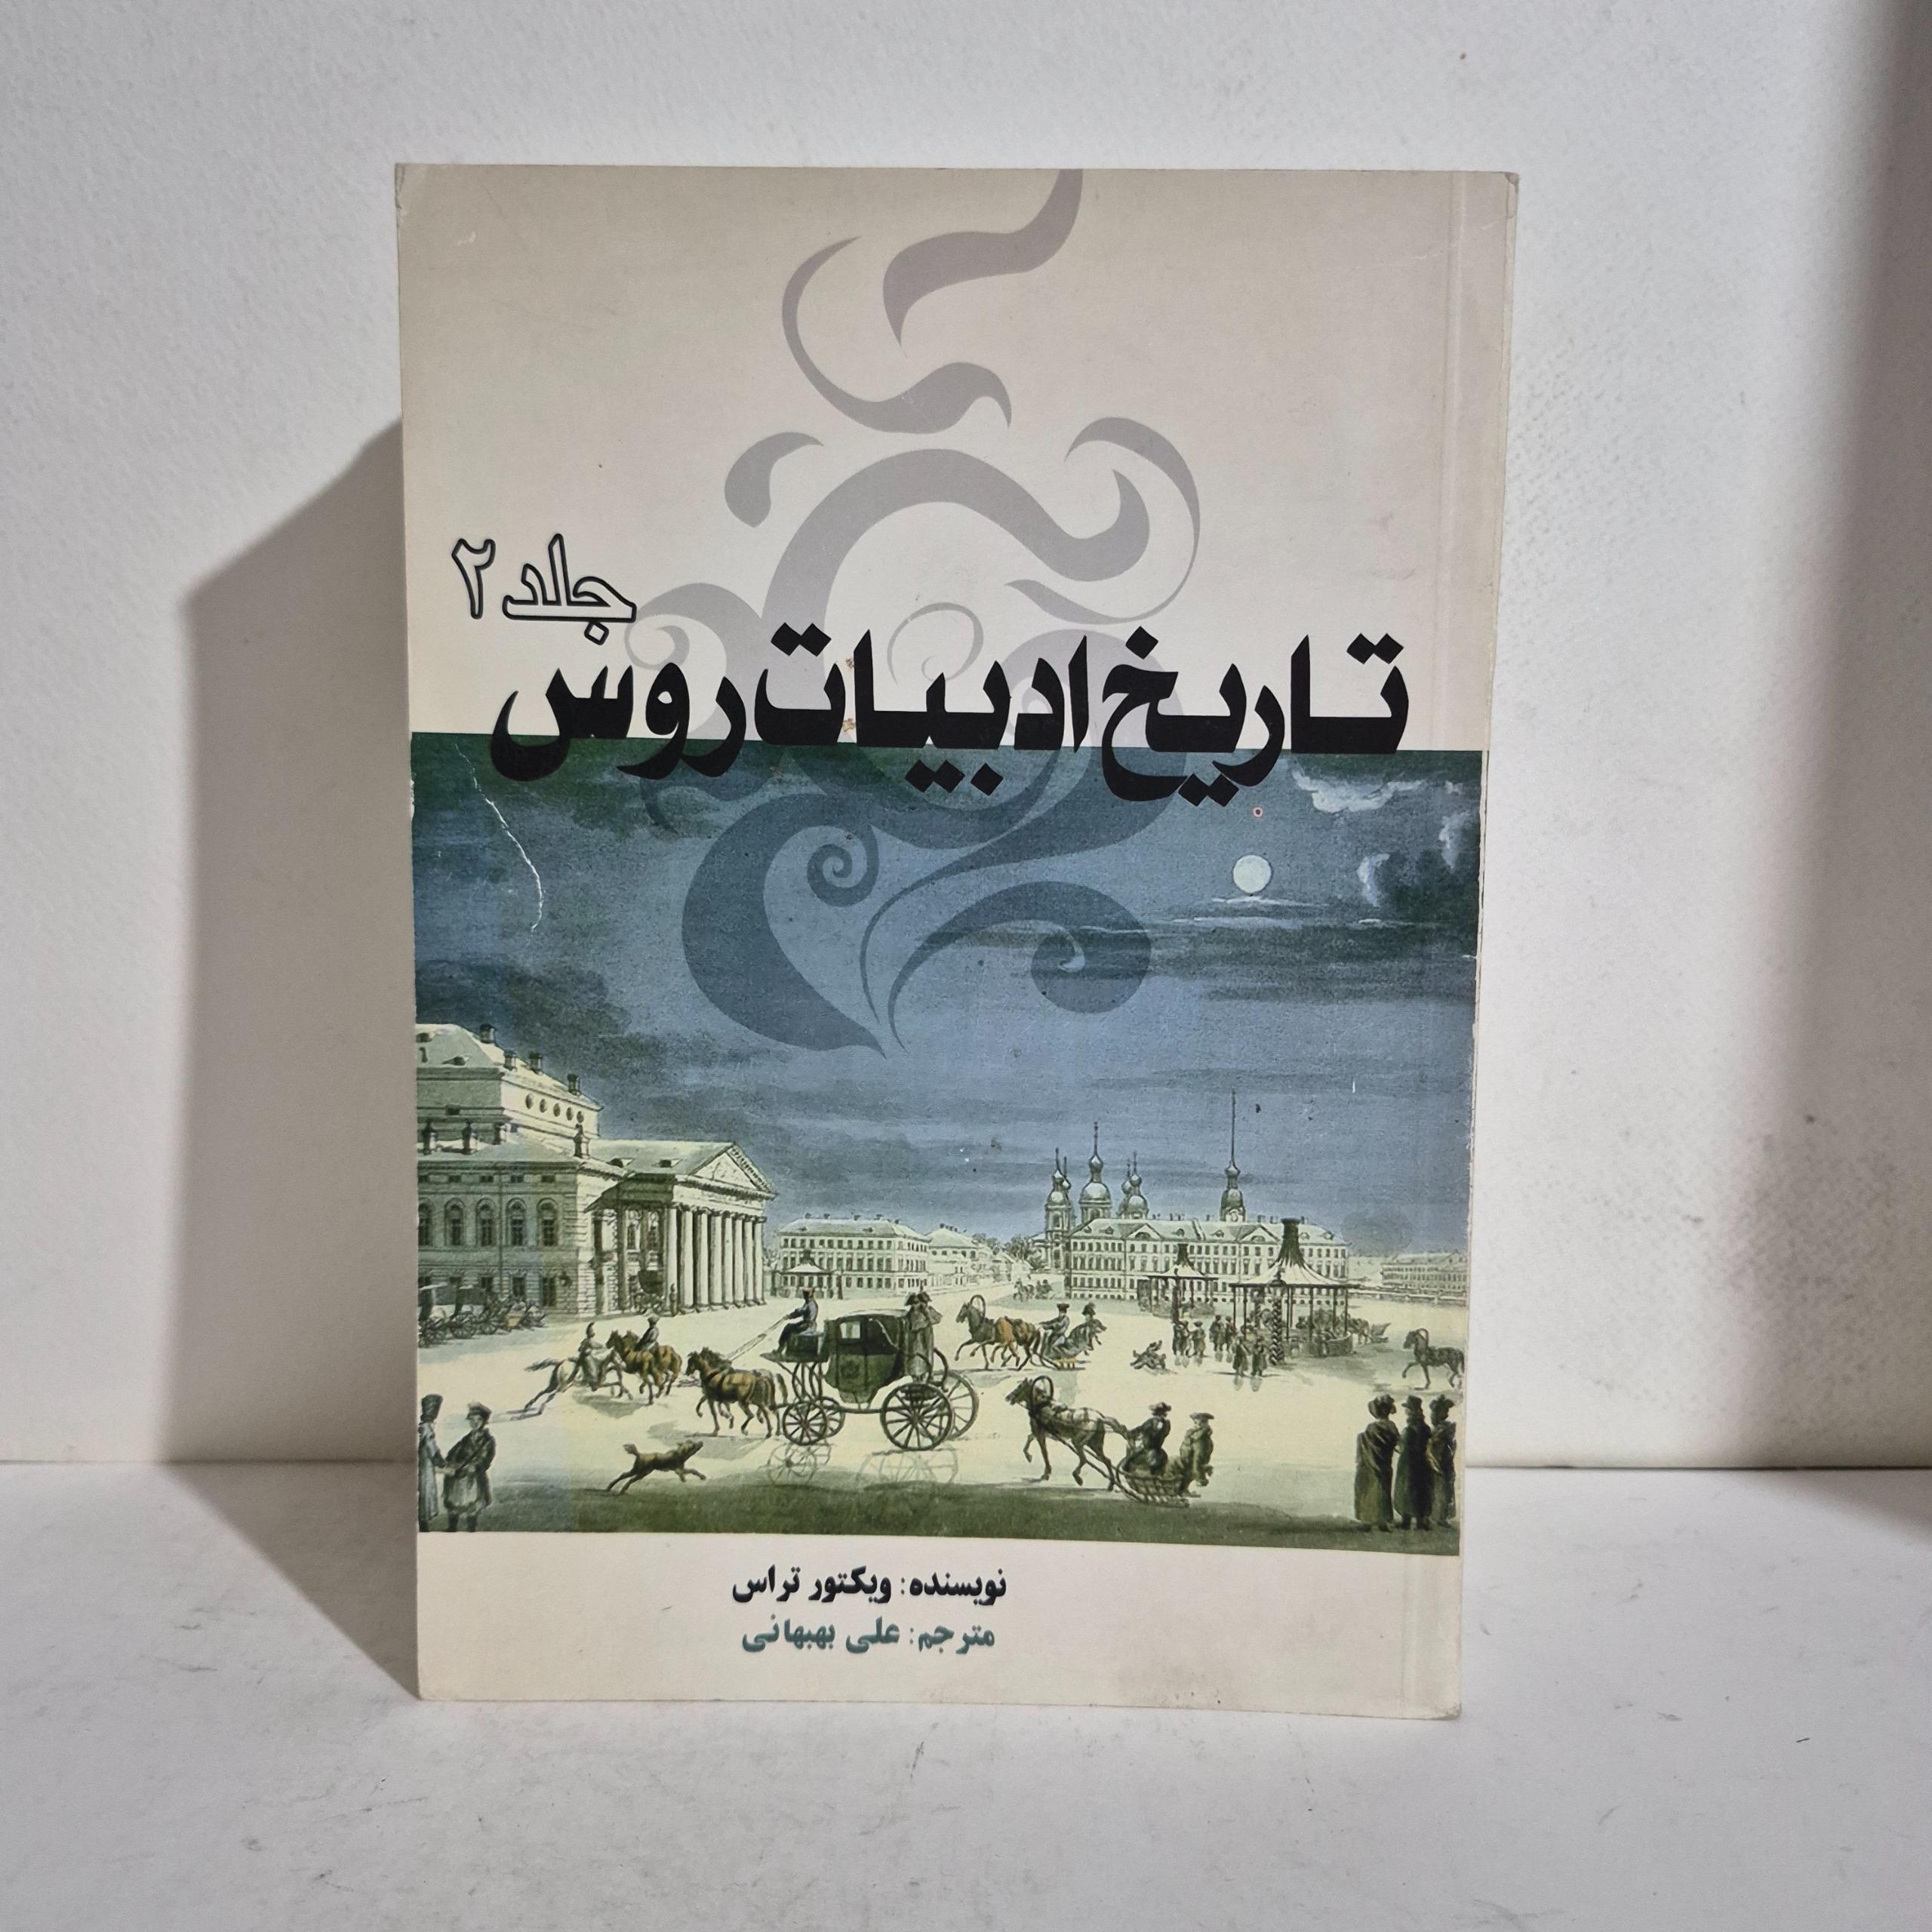 جلد ۲
تاریخ ادبیات روس
نویسنده: ویکتور تراس
مترجم: علی بهبهانی